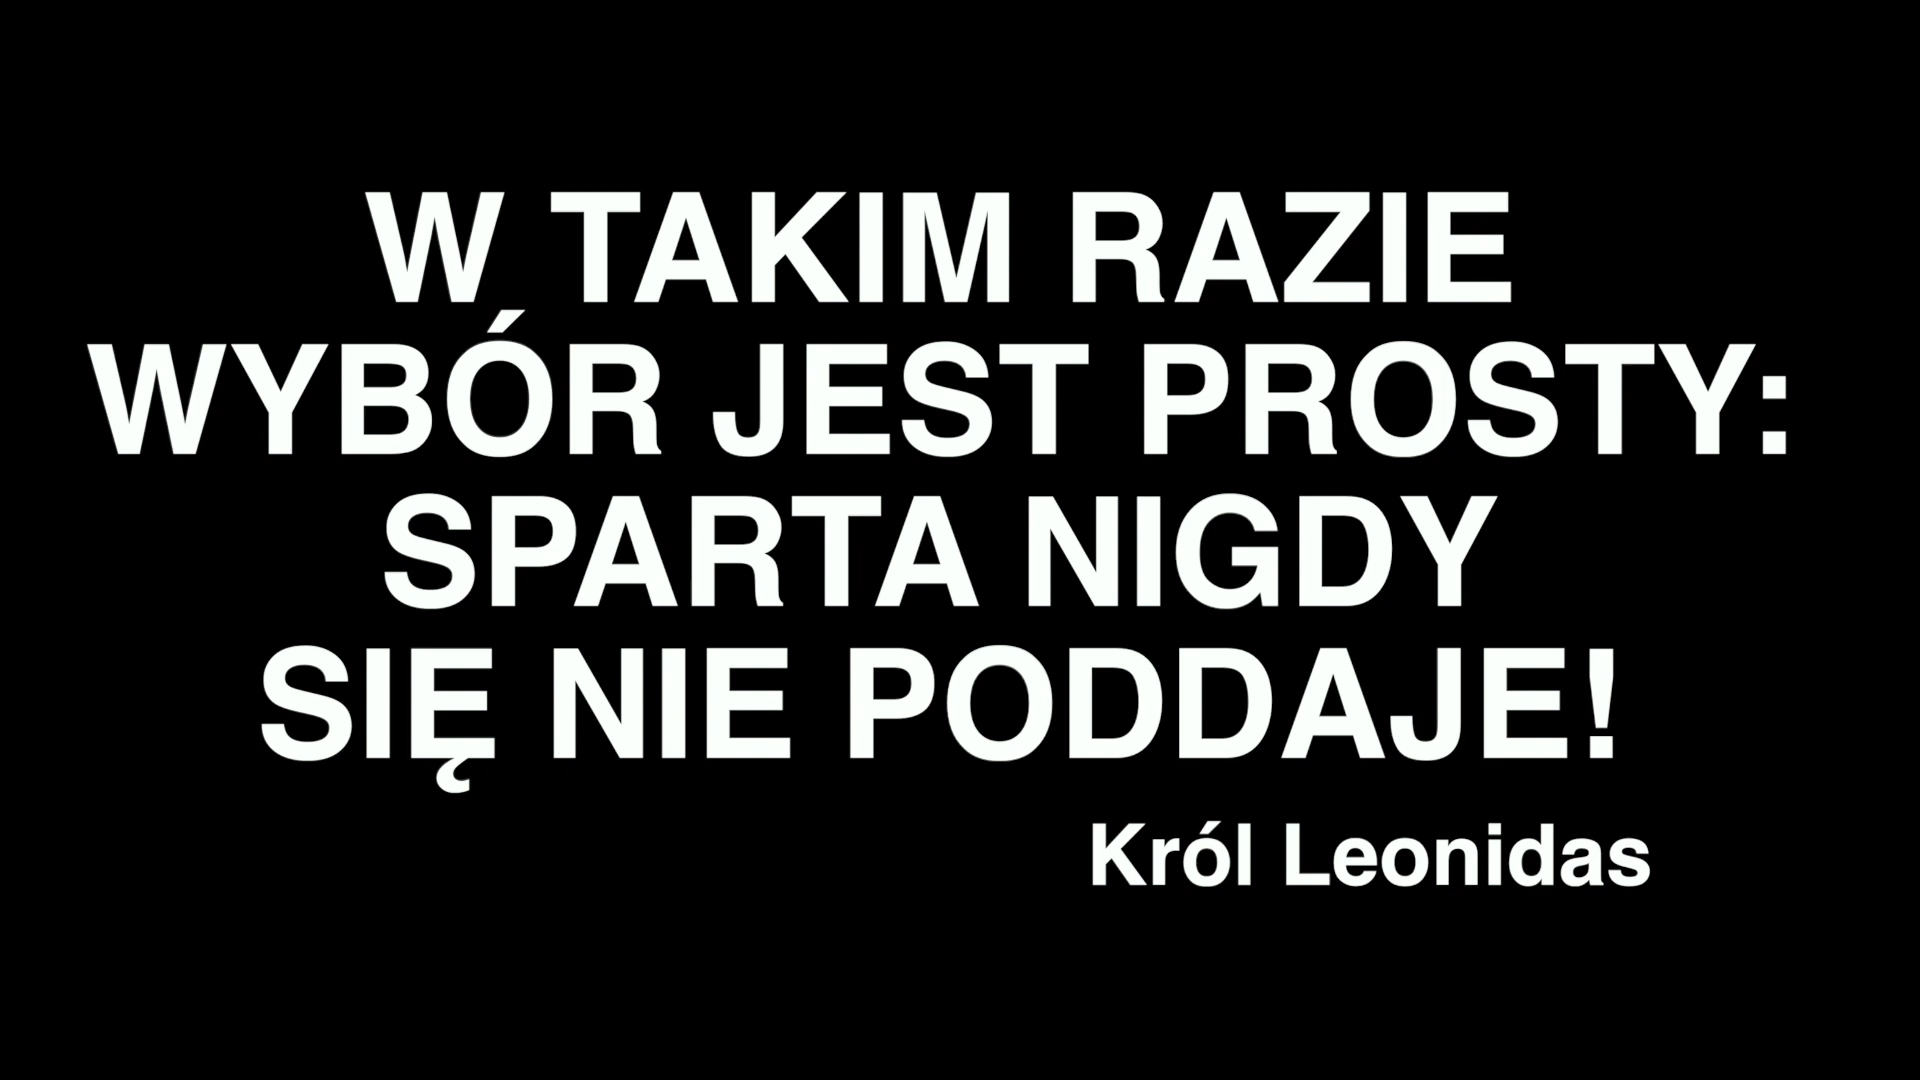 W TAKIM RAZIE
WYBÓR JEST PROSTY:
SPARTA NIGDY
SIĘ NIE PODDAJE!
Król Leonidas